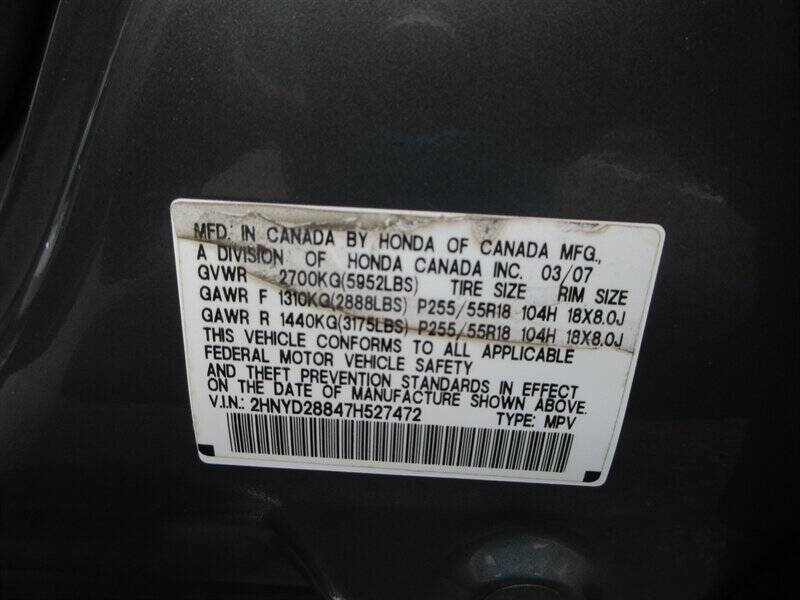 MFD. IN CANADA BY HONDA OF CANADA MFG.,
A DIVISION OF HONDA CANADA INC. 03/07
GVWR 2700KG(5952LBS) TIRE SIZE RIM SIZE
GAWR F 1310KG(2888LBS) P255/55R18 104H 18X8.0J
GAWR R 1440KG(3175LBS) P255/55R18 104H 18X8.0J
THIS VEHICLE CONFORMS TO ALL APPLICABLE
FEDERAL MOTOR VEHICLE SAFETY
AND THEFT PREVENTION STANDARDS IN EFFECT
ON THE DATE OF MANUFACTURE SHOWN ABOVE.
V.I.N.: 2HNYD28847H527472 TYPE: MPV